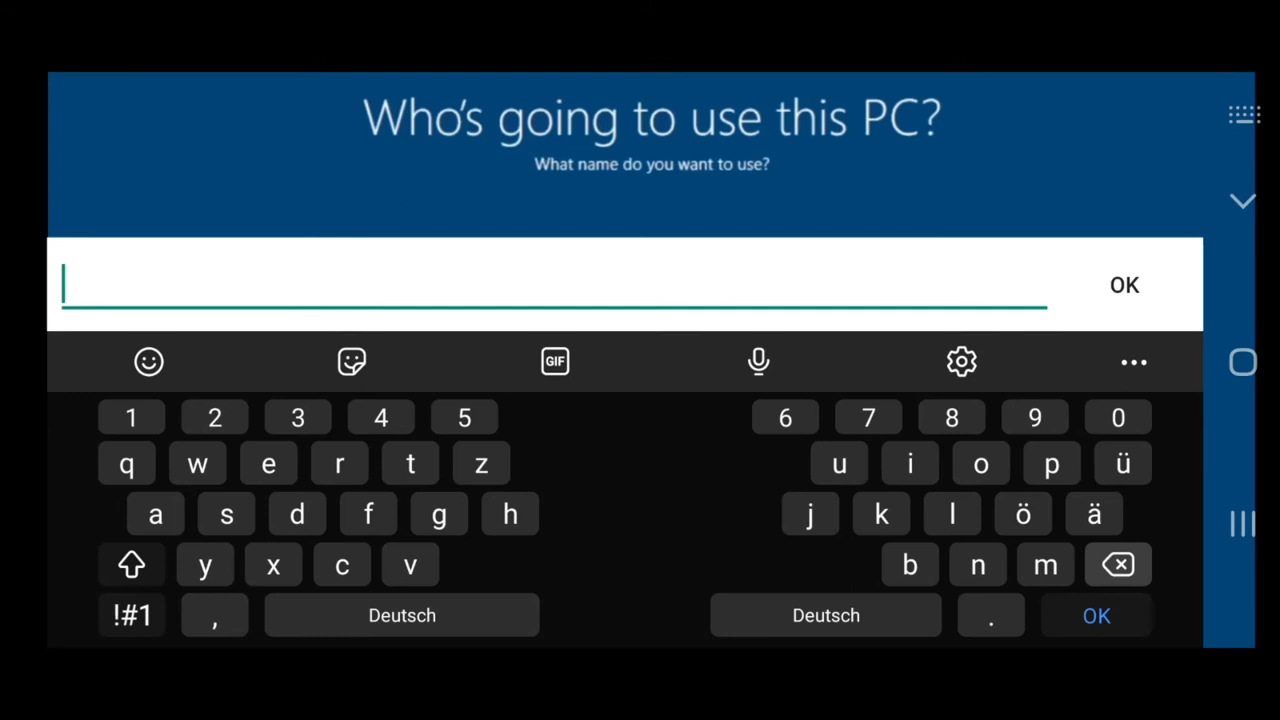 Who's going to use this PC?
What name do you want to use?
OK
GIF
1 2 3 4 5 6 7 8 9 0
q w e r t z u i o p ü
a s d f g h j k l ö ä
y x c v b n m
!#1 , Deutsch Deutsch . OK